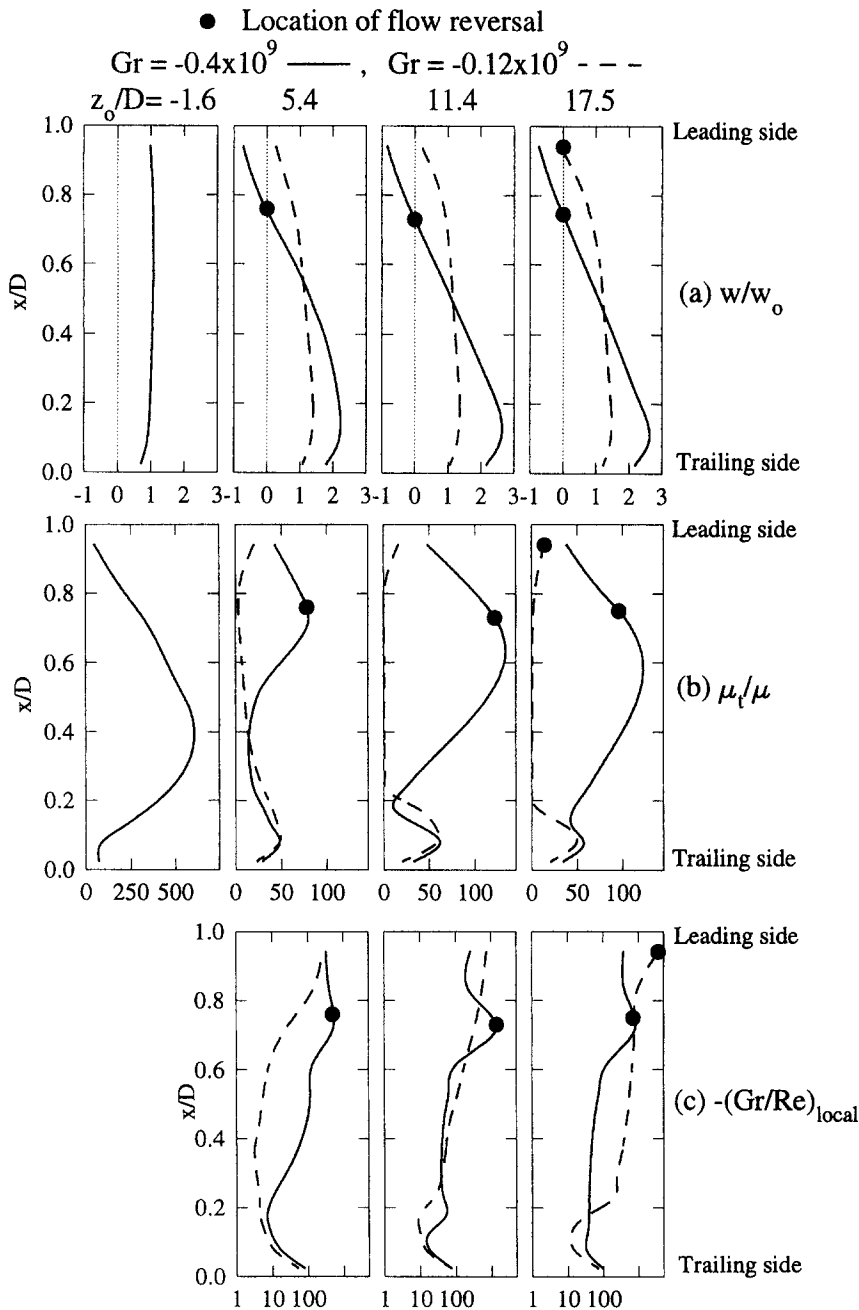 ● Location of flow reversal
Gr = -0.4x10^9 —— , Gr = -0.12x10^9 - - -
z_o/D= -1.6 5.4 11.4 17.5
1.0 Leading side
0.8
0.6
x/D
(a) w/w_o
0.4
0.2
0.0 Trailing side
-1 0 1 2 3-1 0 1 2 3-1 0 1 2 3-1 0 1 2 3
1.0 Leading side
0.8
0.6
x/D
(b) μ_t/μ
0.4
0.2
0.0 Trailing side
0 250 500 0 50 100 0 50 100 0 50 100
1.0 Leading side
0.8
0.6
x/D
(c) -(Gr/Re)_local
0.4
0.2
0.0 Trailing side
1 10 100 1 10 100 1 10 100